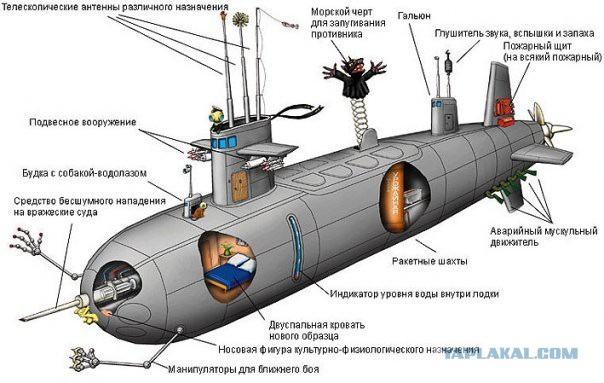 Телескопические антенны различного назначения
Морской черт
для запугивания
противника
Гальюн
Глушитель звука, вспышки и запаха
Пожарный щит
(на всякий пожарный)
Подвесное вооружение
Будка с собакой-водолазом
Средство бесшумного нападения
на вражеские суда
Аварийный мускульный
движитель
Ракетные шахты
Индикатор уровня воды внутри лодки
Двуспальная кровать
нового образца
Носовая фигура культурно-физиологического назначения
Манипуляторы для ближнего боя
YAPLAKAL.COM